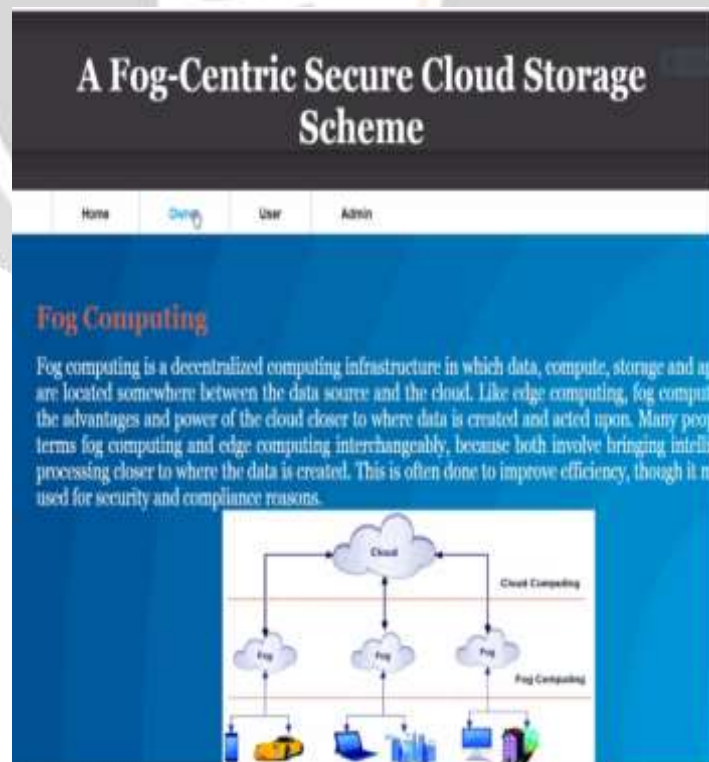 A Fog-Centric Secure Cloud Storage
Scheme
Home Owner User Admin
Fog Computing
Fog computing is a decentralized computing infrastructure in which data, compute, storage and
are located somewhere between the data source and the cloud. Like edge computing, fog
the advantages and power of the cloud closer to where data is created and acted upon. Many
terms fog computing and edge computing interchangeably, because both involve bringing
processing closer to where the data is created. This is often done to improve efficiency, though it
used for security and compliance reasons.
Cloud
Cloud Computing
Fog Fog Fog
Fog Computing